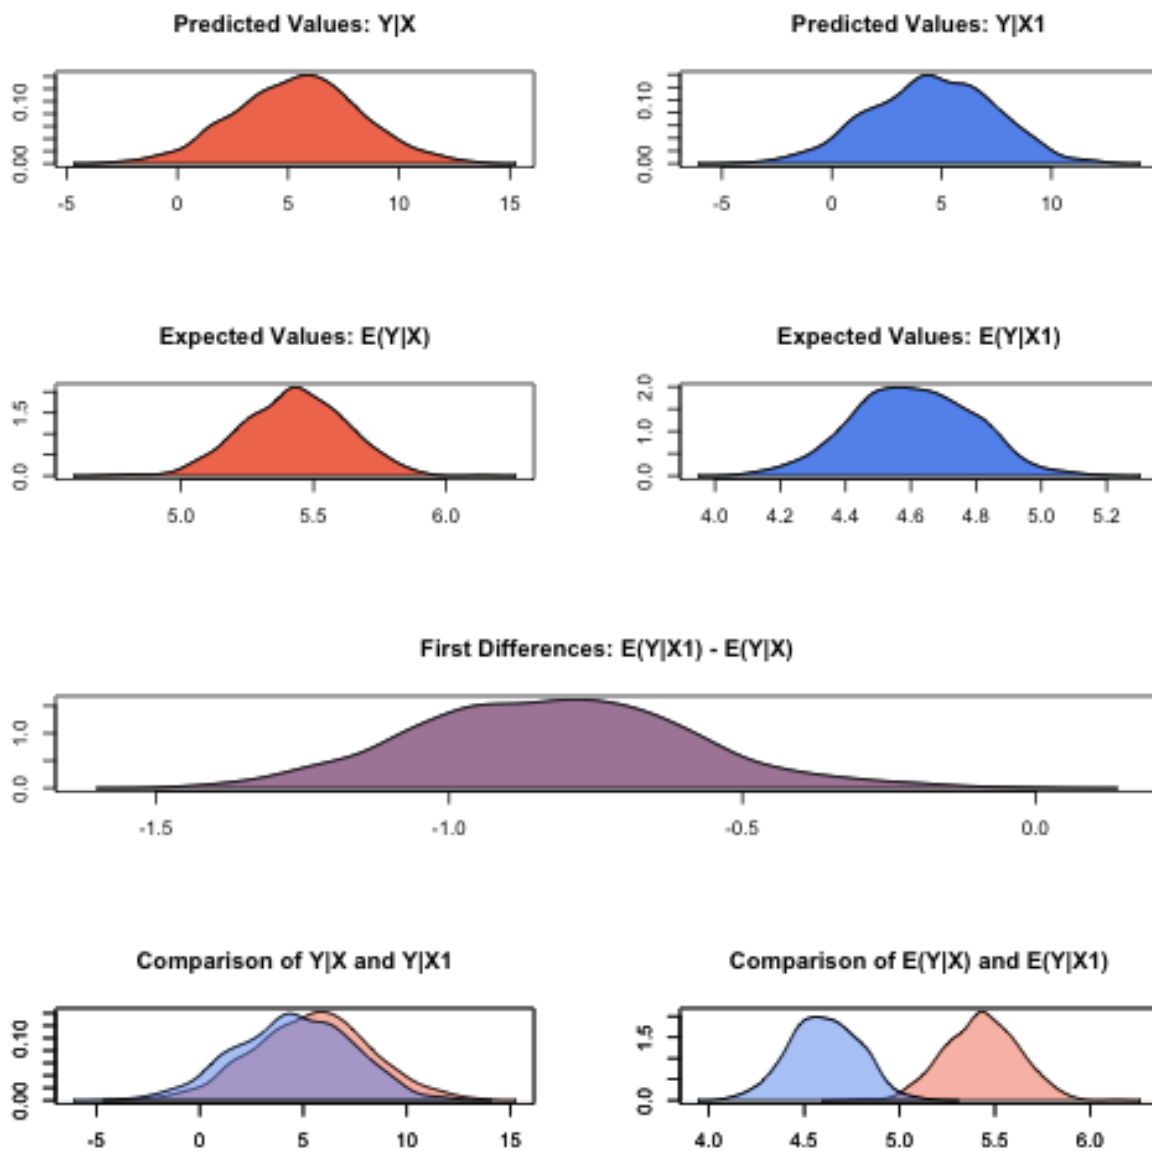 Predicted Values: Y|X
Predicted Values: Y|X1
0.00 0.10
-5 0 5 10 15
0.00 0.10
-5 0 5 10
Expected Values: E(Y|X)
Expected Values: E(Y|X1)
0.0 1.5
5.0 5.5 6.0
0.0 1.0 2.0
4.0 4.2 4.4 4.6 4.8 5.0 5.2
First Differences: E(Y|X1) - E(Y|X)
0.0 1.0
-1.5 -1.0 -0.5 0.0
Comparison of Y|X and Y|X1
Comparison of E(Y|X) and E(Y|X1)
0.00 0.10
-5 0 5 10 15
0.0 1.5
4.0 4.5 5.0 5.5 6.0